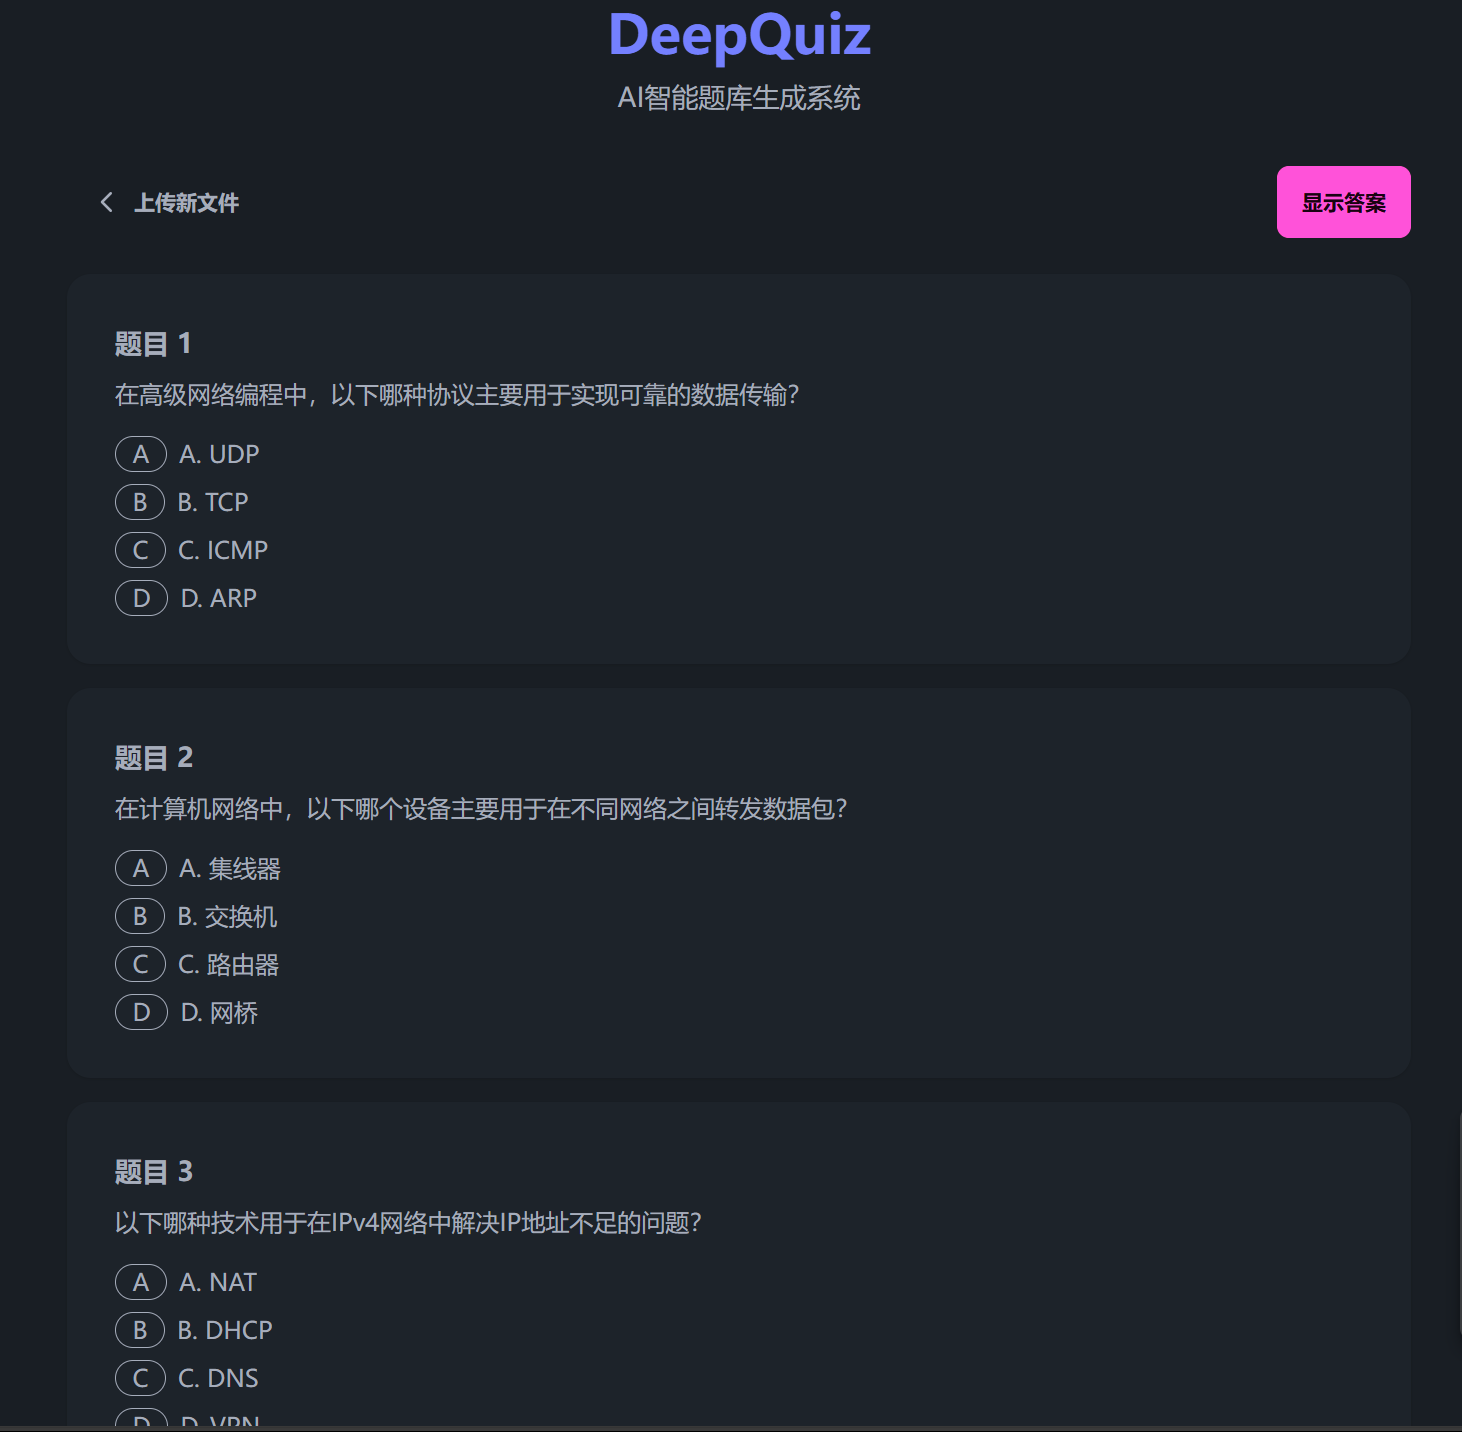 DeepQuiz
AI智能题库生成系统
上传新文件
显示答案
题目 1
在高级网络编程中，以下哪种协议主要用于实现可靠的数据传输？
A A. UDP
B B. TCP
C C. ICMP
D D. ARP
题目 2
在计算机网络中，以下哪个设备主要用于在不同网络之间转发数据包？
A A. 集线器
B B. 交换机
C C. 路由器
D D. 网桥
题目 3
以下哪种技术用于在IPv4网络中解决IP地址不足的问题？
A A. NAT
B B. DHCP
C C. DNS
D D. VPN